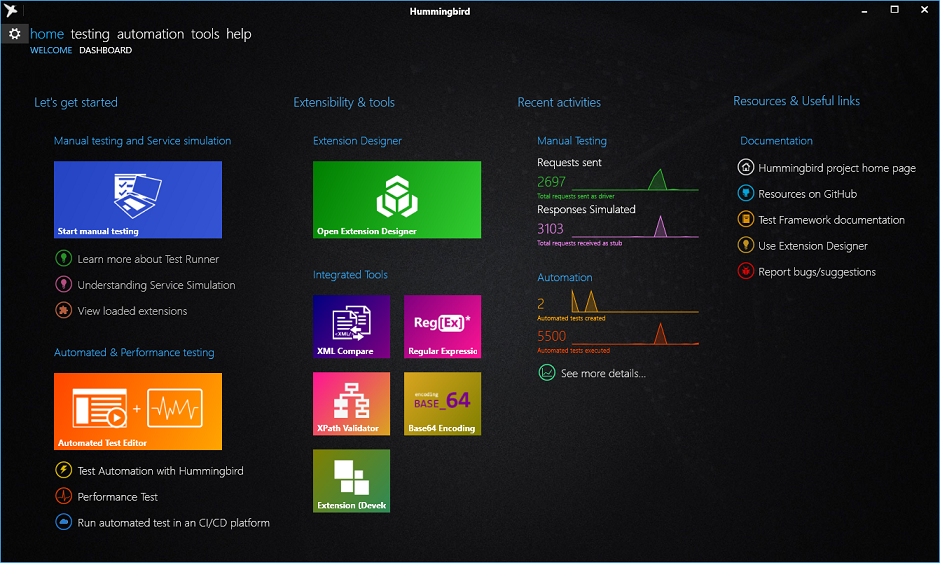 Hummingbird
home testing automation tools help
WELCOME DASHBOARD
Let's get started
Manual testing and Service simulation
Start manual testing
Learn more about Test Runner
Understanding Service Simulation
View loaded extensions
Automated & Performance testing
Automated Test Editor
Test Automation with Hummingbird
Performance Test
Run automated test in an CI/CD platform
Extensibility & tools
Extension Designer
Open Extension Designer
Integrated Tools
<XML/>
XML Compare
Reg[Ex]*
Regular Expressio
XPath Validator
encoding
BASE_64
Base64 Encoding
Extension (Devek
Recent activities
Manual Testing
Requests sent
2697
Total requests sent as driver
Responses Simulated
3103
Total requests received as stub
Automation
2
Automated tests created
5500
Automated tests executed
See more details...
Resources & Useful links
Documentation
Hummingbird project home page
Resources on GitHub
Test Framework documentation
Use Extension Designer
Report bugs/suggestions